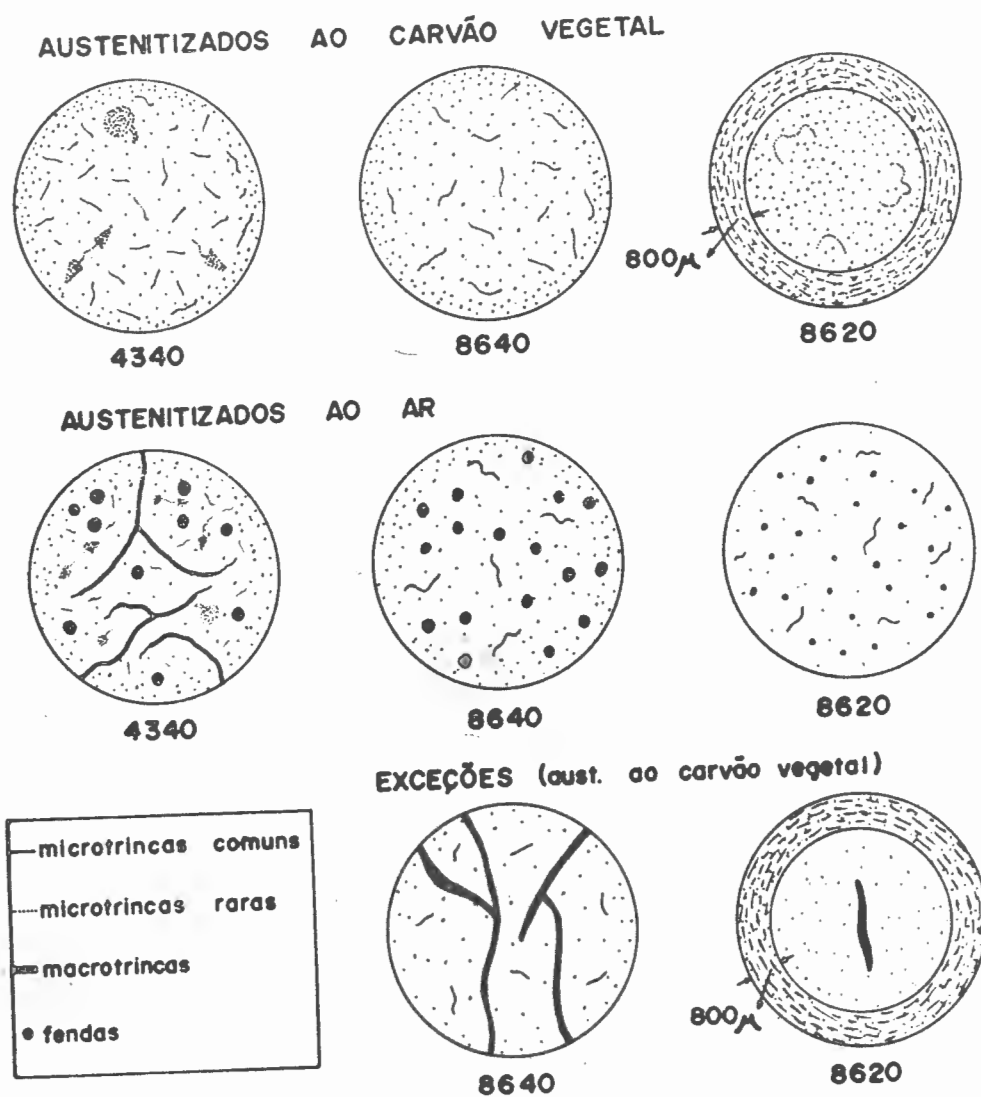 AUSTENITIZADOS AO CARVÃO VEGETAL
800μ
4340 8640 8620
AUSTENITIZADOS AO AR
4340 8640 8620
EXCEÇÕES (aust. ao carvão vegetal)
microtrincas comuns
microtrincas raras
macrotrincas
fendas
800μ
8640 8620